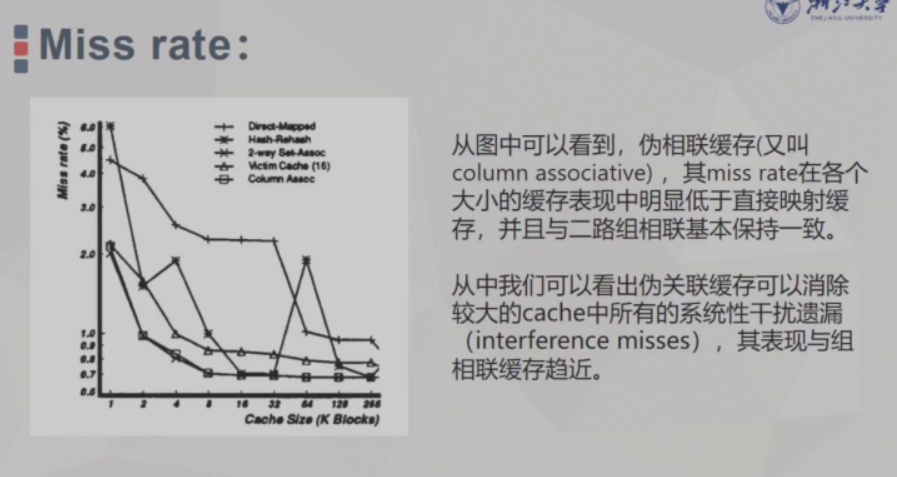 浙江大学
ZHEJIANG UNIVERSITY
Miss rate：
Miss rate (%)
6.0
5.0
4.0
3.0
2.0
1.0
0.9
0.8
0.7
0.6
Direct-Mapped
Hash-Rehash
2-way Set-Assoc
Victim Cache (16)
Column Assoc
1 2 4 8 16 32 64 128 256
Cache Size (K Blocks)
从图中可以看到，伪相联缓存(又叫
column associative) ，其miss rate在各个
大小的缓存表现中明显低于直接映射缓
存，并且与二路组相联基本保持一致。
从中我们可以看出伪关联缓存可以消除
较大的cache中所有的系统性干扰遗漏
（interference misses），其表现与组
相联缓存趋近。